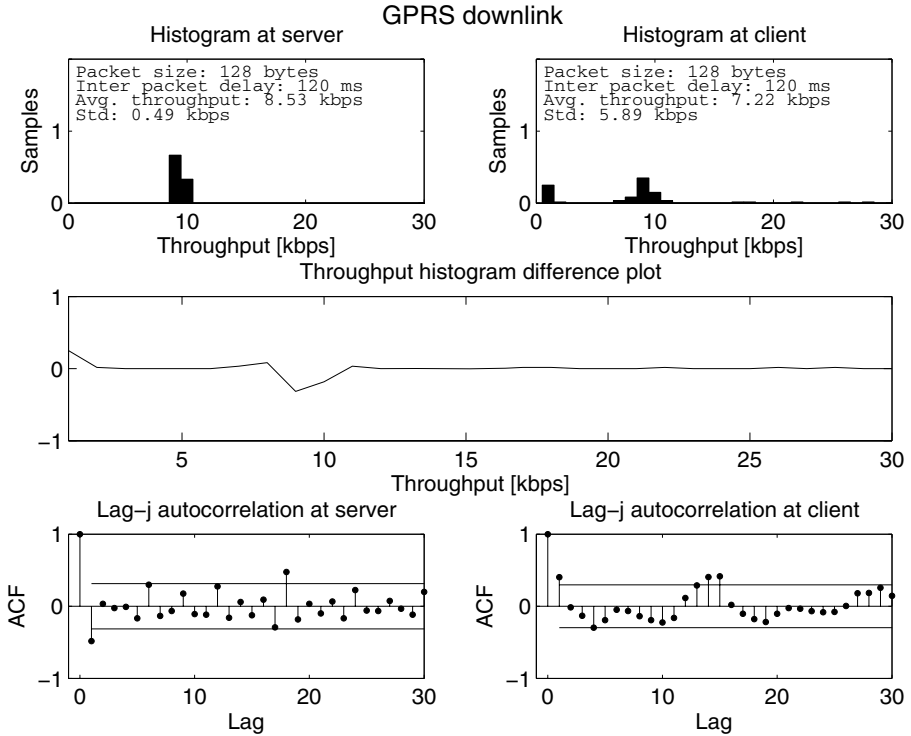 GPRS downlink
Histogram at server
Histogram at client
Packet size: 128 bytes
Inter packet delay: 120 ms
Avg. throughput: 8.53 kbps
Std: 0.49 kbps
Packet size: 128 bytes
Inter packet delay: 120 ms
Avg. throughput: 7.22 kbps
Std: 5.89 kbps
Samples
1
0
0 10 20 30
Throughput [kbps]
Samples
1
0
0 10 20 30
Throughput [kbps]
Throughput histogram difference plot
1
0
−1
5 10 15 20 25 30
Throughput [kbps]
Lag−j autocorrelation at server
ACF
1
0
−1
0 10 20 30
Lag
Lag−j autocorrelation at client
ACF
1
0
−1
0 10 20 30
Lag